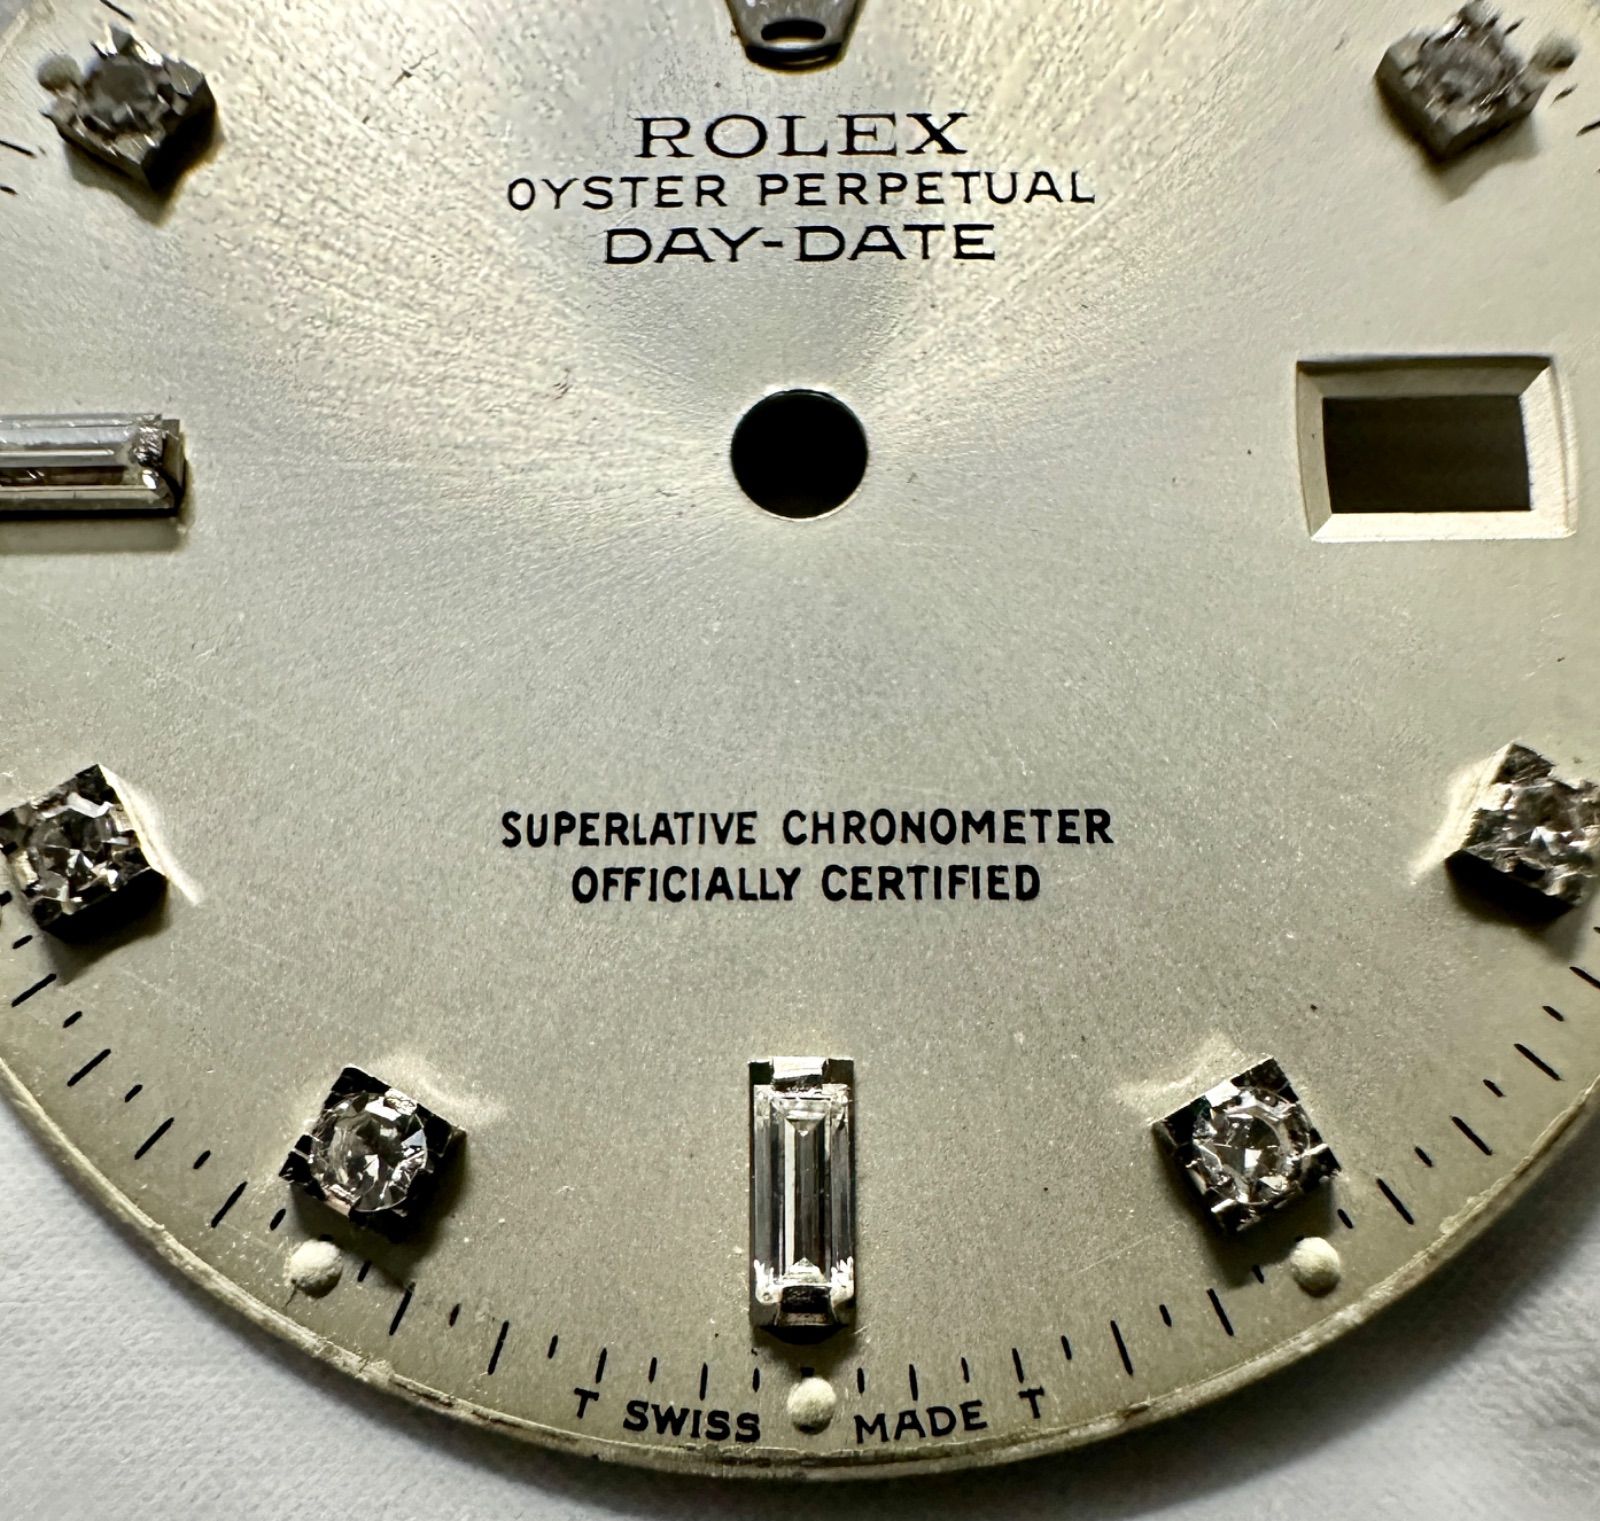 ROLEX
OYSTER PERPETUAL
DAY-DATE
SUPERLATIVE CHRONOMETER
OFFICIALLY CERTIFIED
T SWISS MADE T